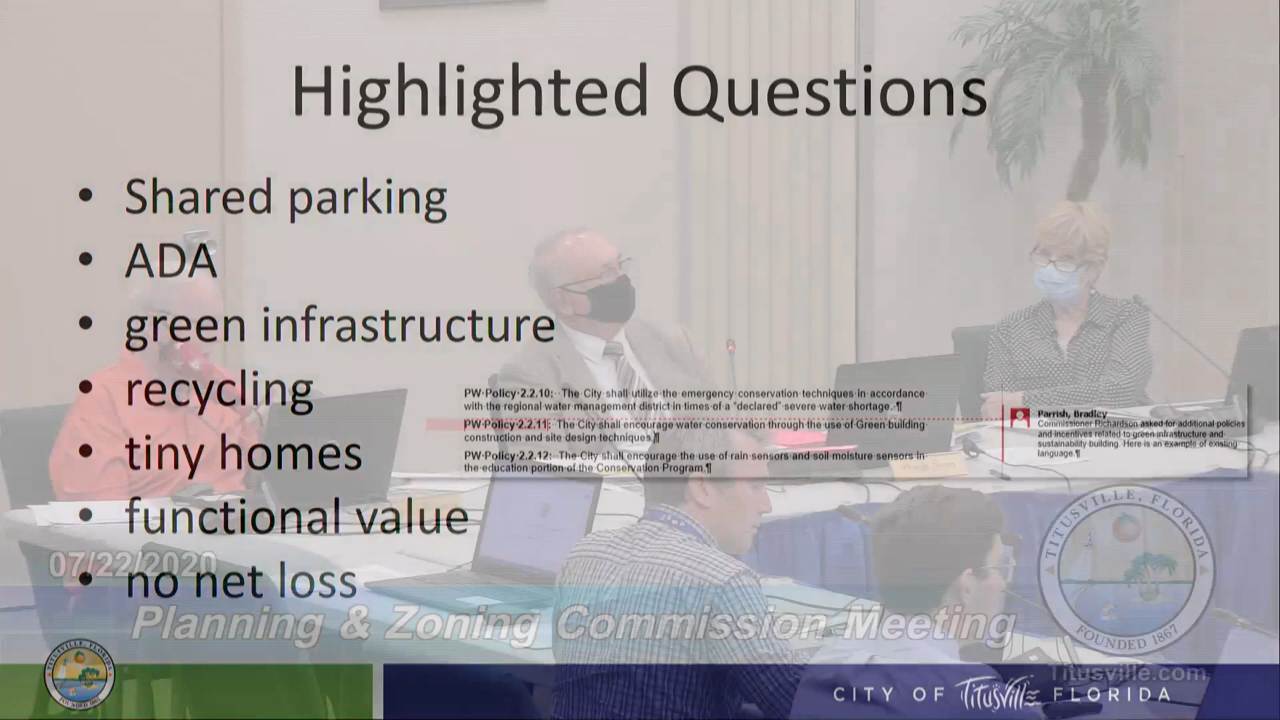 Highlighted Questions
• Shared parking
• ADA
• green infrastructure
• recycling
• tiny homes
• functional value
• no net loss
PW·Policy·2.2.10:··The City shall utilize the emergency conservation techniques in accordance
with the regional water management district in times of a "declared" severe water shortage.·¶
PW·Policy·2.2.11:··The City shall encourage water conservation through the use of Green building
construction and site design techniques¶
PW·Policy·2.2.12:··The City shall encourage the use of rain sensors and soil moisture sensors in
the education portion of the Conservation Program.¶
Parrish, Bradley
Commissioner Richardson asked for additional policies
and incentives related to green infrastructure and
sustainability building. Here is an example of existing
language.¶
07/22/2020
Planning & Zoning Commission Meeting
TITUSVILLE, FLORIDA
FOUNDED 1867
Titusville.com
CITY OF Titusville FLORIDA